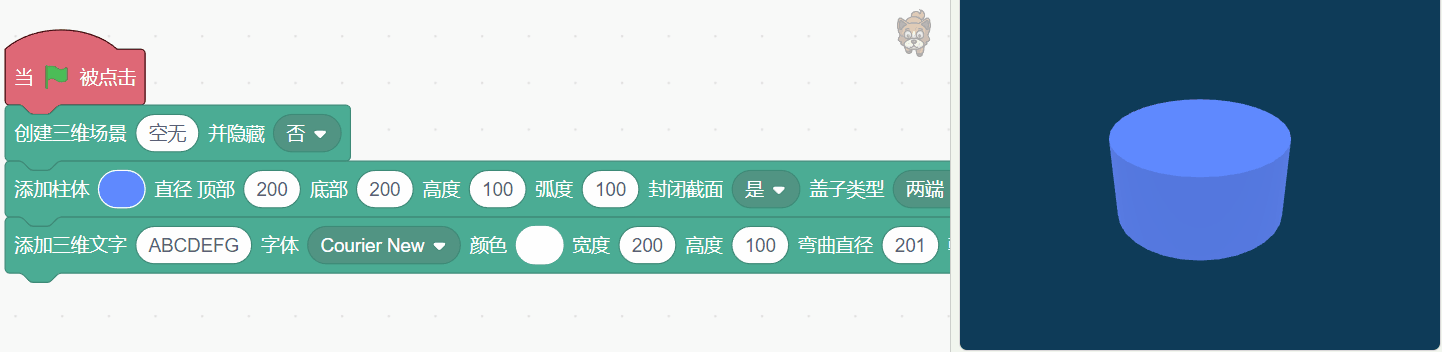 当 被点击
创建三维场景 空无 并隐藏 否
添加柱体 直径 顶部 200 底部 200 高度 100 弧度 100 封闭截面 是 盖子类型 两端
添加三维文字 ABCDEFG 字体 Courier New 颜色 宽度 200 高度 100 弯曲直径 201